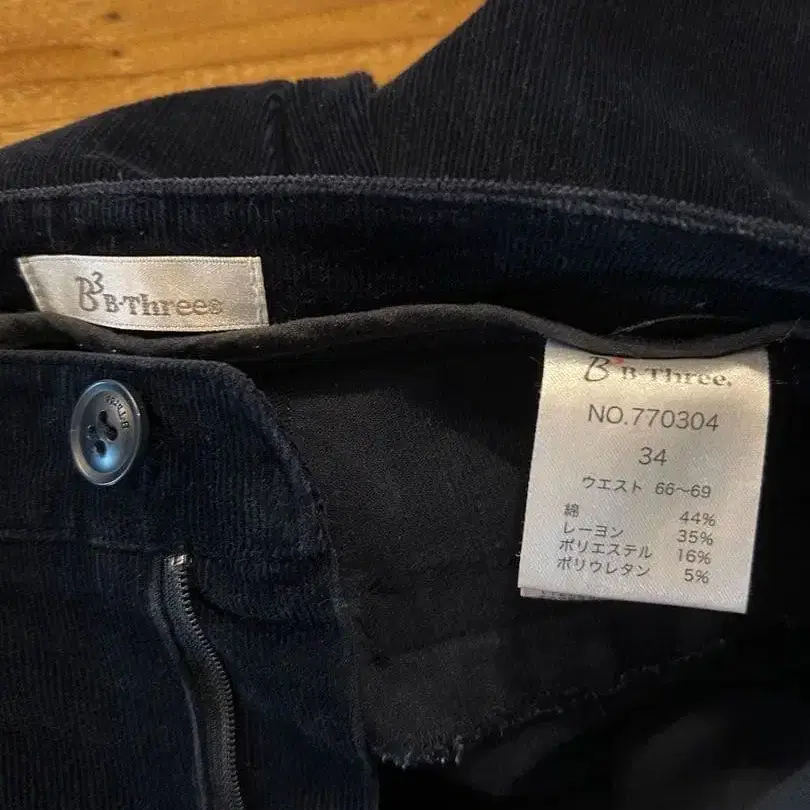 B3 B·Threes
B B·Three.
NO.770304
34
ウエスト 66〜69
綿 44%
レーヨン 35%
ポリエステル 16%
ポリウレタン 5%